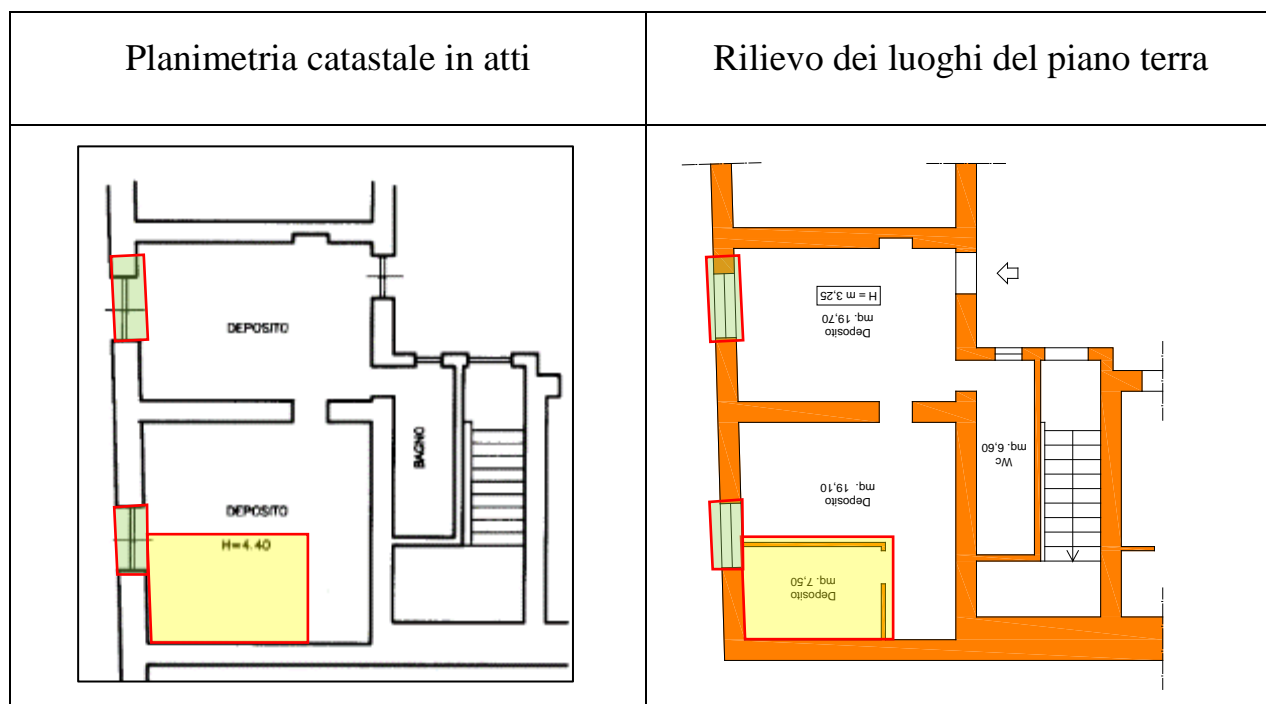 Planimetria catastale in atti
Rilievo dei luoghi del piano terra
DEPOSITO
BAGNO
DEPOSITO
H=4.40
H = m 3,25
Deposito
mq. 19,70
Wc
mq. 6,60
Deposito
mq. 19,10
Deposito
mq. 7,50